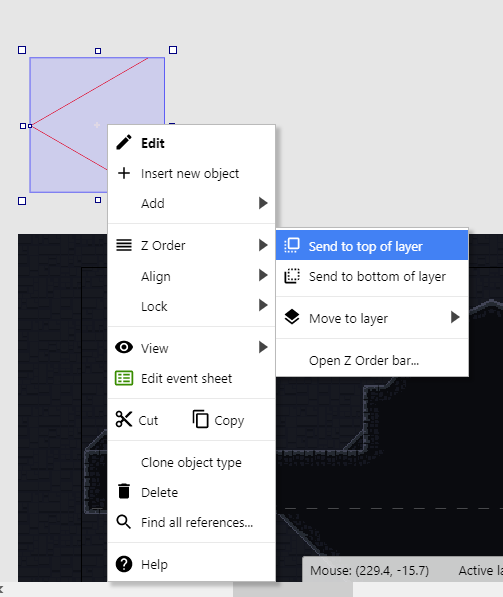 Edit
Insert new object
Add
Z Order
Align
Lock
View
Edit event sheet
Cut Copy
Clone object type
Delete
Find all references...
Help
Send to top of layer
Send to bottom of layer
Move to layer
Open Z Order bar...
Mouse: (229.4, -15.7) Active la